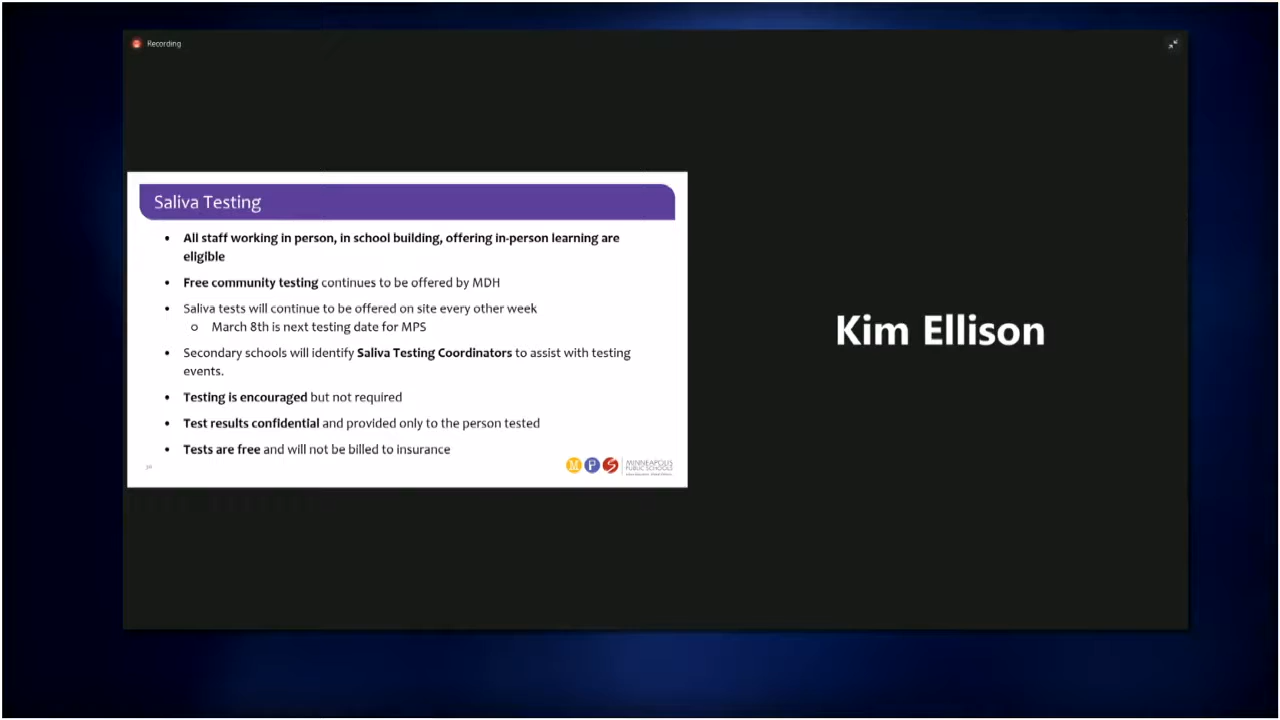 Recording
Saliva Testing
• All staff working in person, in school building, offering in-person learning are
eligible
• Free community testing continues to be offered by MDH
• Saliva tests will continue to be offered on site every other week
o March 8th is next testing date for MPS
• Secondary schools will identify Saliva Testing Coordinators to assist with testing
events.
• Testing is encouraged but not required
• Test results confidential and provided only to the person tested
• Tests are free and will not be billed to insurance
M P S
MINNEAPOLIS
PUBLIC SCHOOLS
Kim Ellison